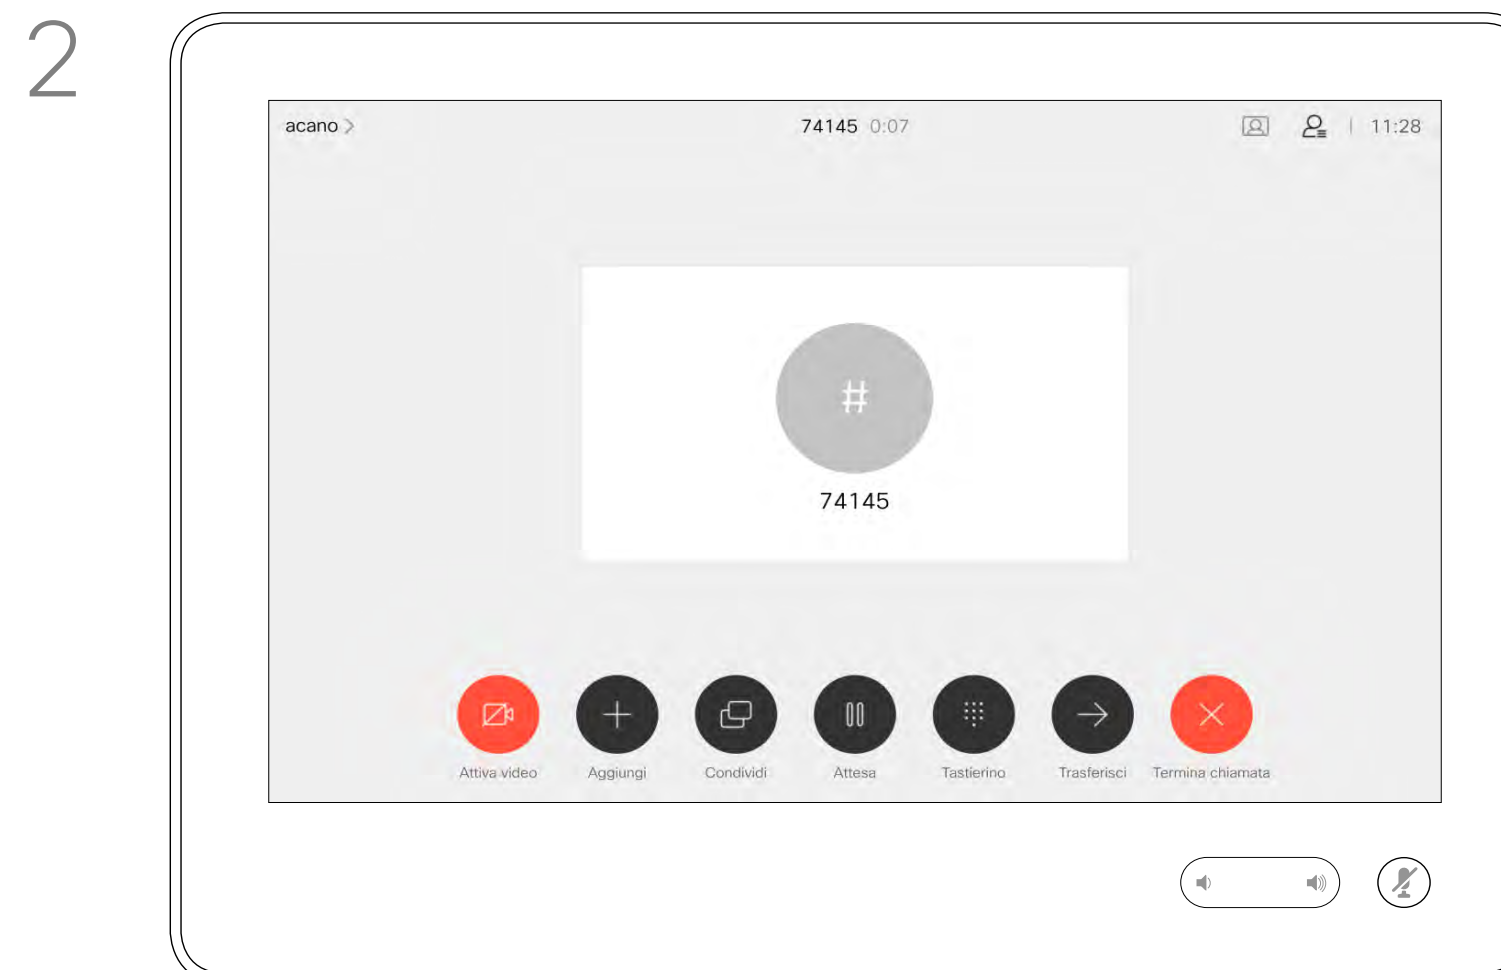 2
acano
74145 0:07
11:28
#
74145
Attiva video
Aggiungi
Condividi
Attesa
Tastierino
Trasferisci
Termina chiamata